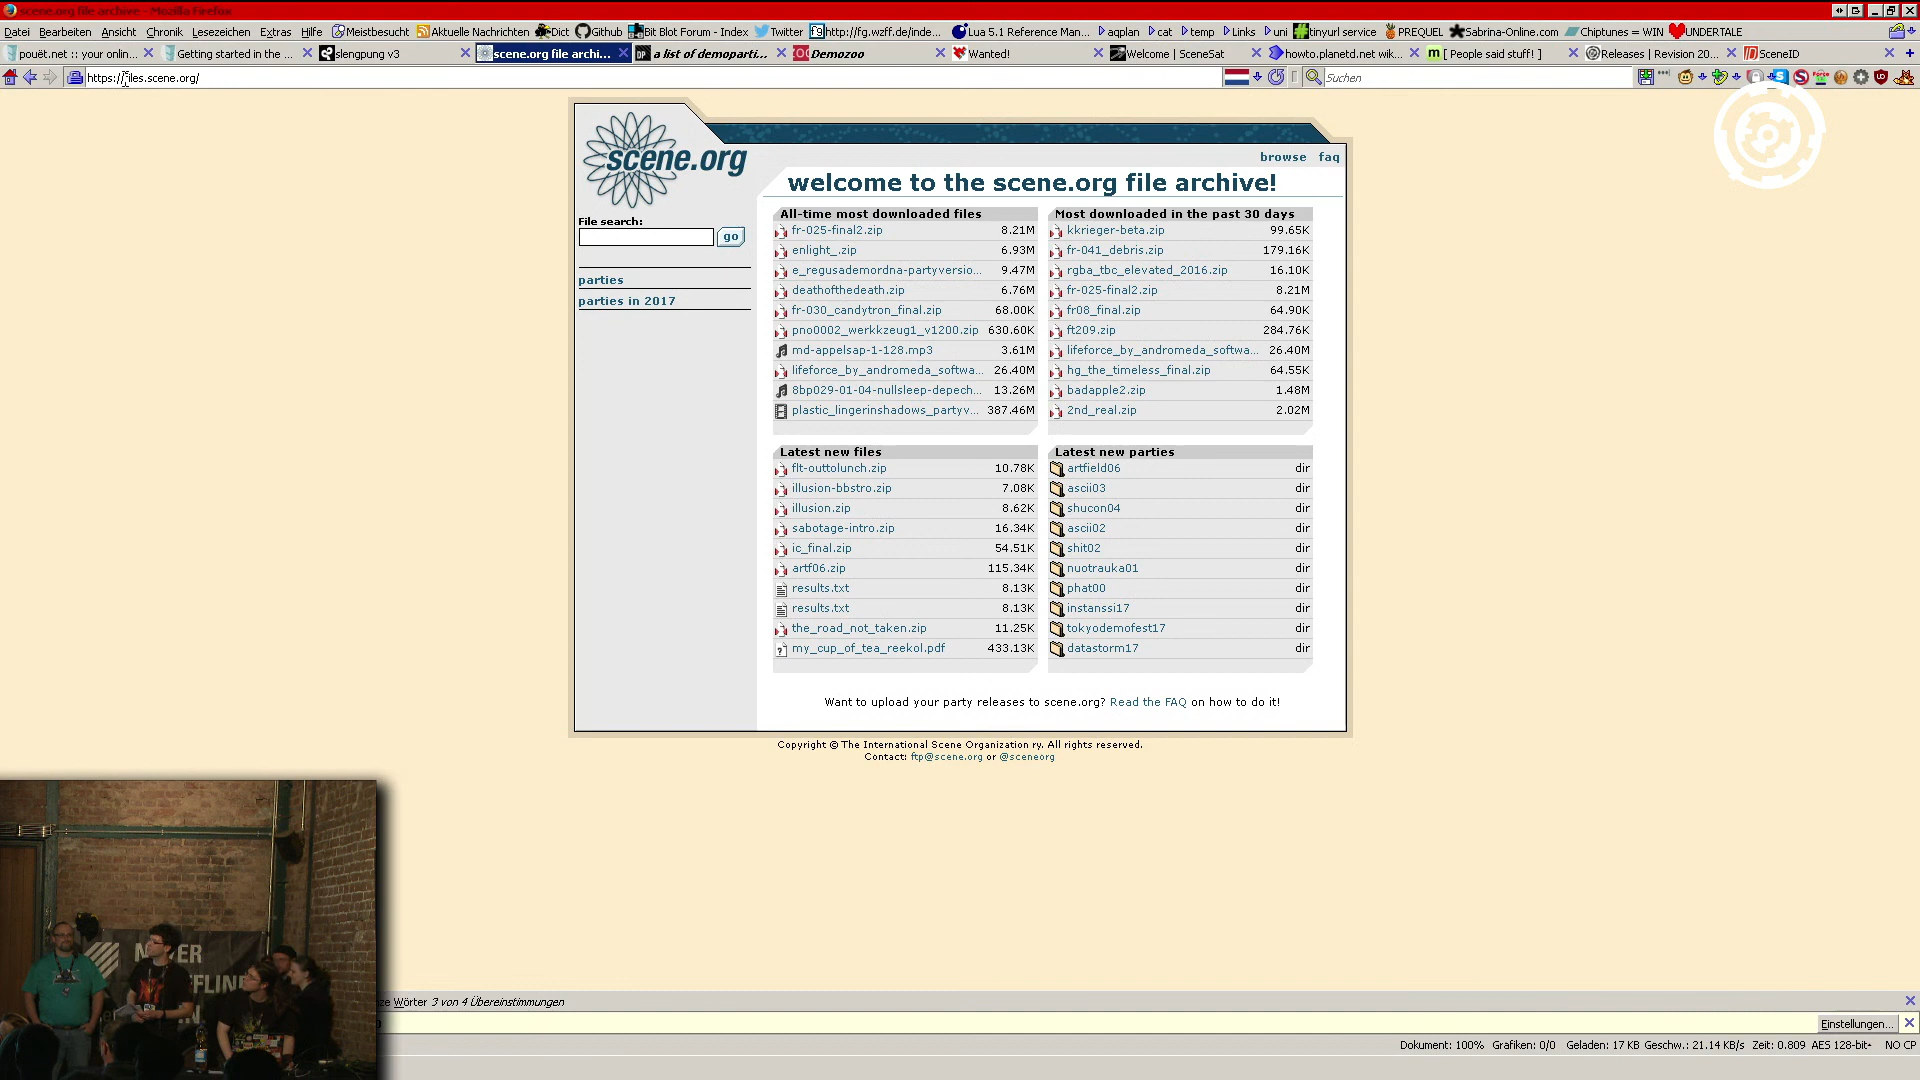 scene.org file archive - Mozilla Firefox
Datei Bearbeiten Ansicht Chronik Lesezeichen Extras Hilfe Meistbesucht Aktuelle Nachrichten Dict Github Bit Blot Forum - Index Twitter http://fg.wzff.de/inde... Lua 5.1 Reference Man... aqplan cat temp Links uni tinyurl service PREQUEL Sabrina-Online.com Chiptunes = WIN UNDERTALE
pouët.net :: your onlin... Getting started in the ... slengpung v3 scene.org file archi... a list of demoparti... Demozoo Wanted! Welcome | SceneSat howto.planetd.net wik... [ People said stuff! ] Releases | Revision 20... SceneID
https://files.scene.org/ Suchen
scene.org
browse faq
welcome to the scene.org file archive!
File search:
go
parties
parties in 2017
All-time most downloaded files
fr-025-final2.zip 8.21M
enlight_.zip 6.93M
e_regusademordna-partyversio... 9.47M
deathofthedeath.zip 6.76M
fr-030_candytron_final.zip 68.00K
pno0002_werkkzeug1_v1200.zip 630.60K
md-appelsap-1-128.mp3 3.61M
lifeforce_by_andromeda_softwa... 26.40M
8bp029-01-04-nullsleep-depech... 13.26M
plastic_lingerinshadows_partyv... 387.46M
Most downloaded in the past 30 days
kkrieger-beta.zip 99.65K
fr-041_debris.zip 179.16K
rgba_tbc_elevated_2016.zip 16.10K
fr-025-final2.zip 8.21M
fr08_final.zip 64.90K
ft209.zip 284.76K
lifeforce_by_andromeda_softwa... 26.40M
hg_the_timeless_final.zip 64.55K
badapple2.zip 1.48M
2nd_real.zip 2.02M
Latest new files
flt-outtolunch.zip 10.78K
illusion-bbstro.zip 7.08K
illusion.zip 8.62K
sabotage-intro.zip 16.34K
ic_final.zip 54.51K
artf06.zip 115.34K
results.txt 8.13K
results.txt 8.13K
the_road_not_taken.zip 11.25K
my_cup_of_tea_reekol.pdf 433.13K
Latest new parties
artfield06 dir
ascii03 dir
shucon04 dir
ascii02 dir
shit02 dir
nuotrauka01 dir
phat00 dir
instanssi17 dir
tokyodemofest17 dir
datastorm17 dir
Want to upload your party releases to scene.org? Read the FAQ on how to do it!
Copyright © The International Scene Organization ry. All rights reserved.
Contact: ftp@scene.org or @sceneorg
Wörter 3 von 4 Übereinstimmungen
Einstellungen...
Dokument: 100% Grafiken: 0/0 Geladen: 17 KB Geschw.: 21.14 KB/s Zeit: 0.809 AES 128-bit NO CP